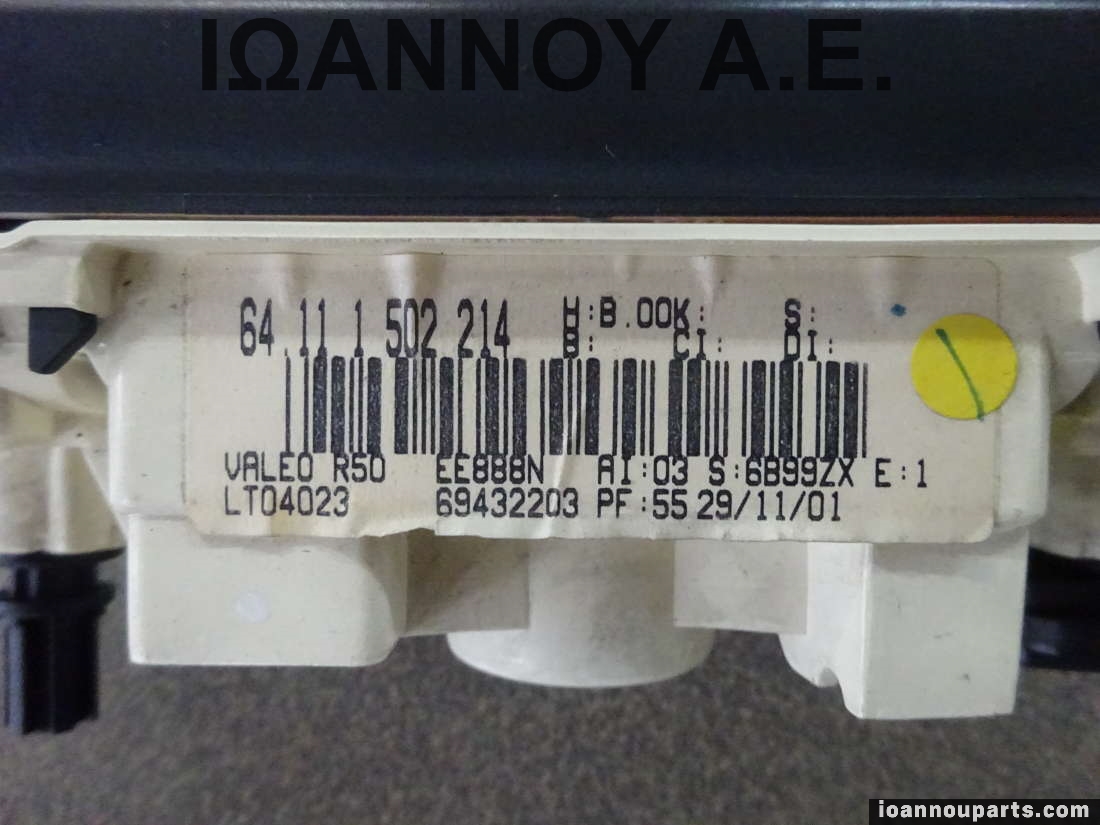 ΙΩΑΝΝΟΥ Α.Ε.
64.11 1 502 214 H:B.00K: S:
B: CI: DI:
VALEO R50 EE888N AI:03 S:6B99ZX E:1
LT04023 69432203 PF:55 29/11/01
ioannouparts.com